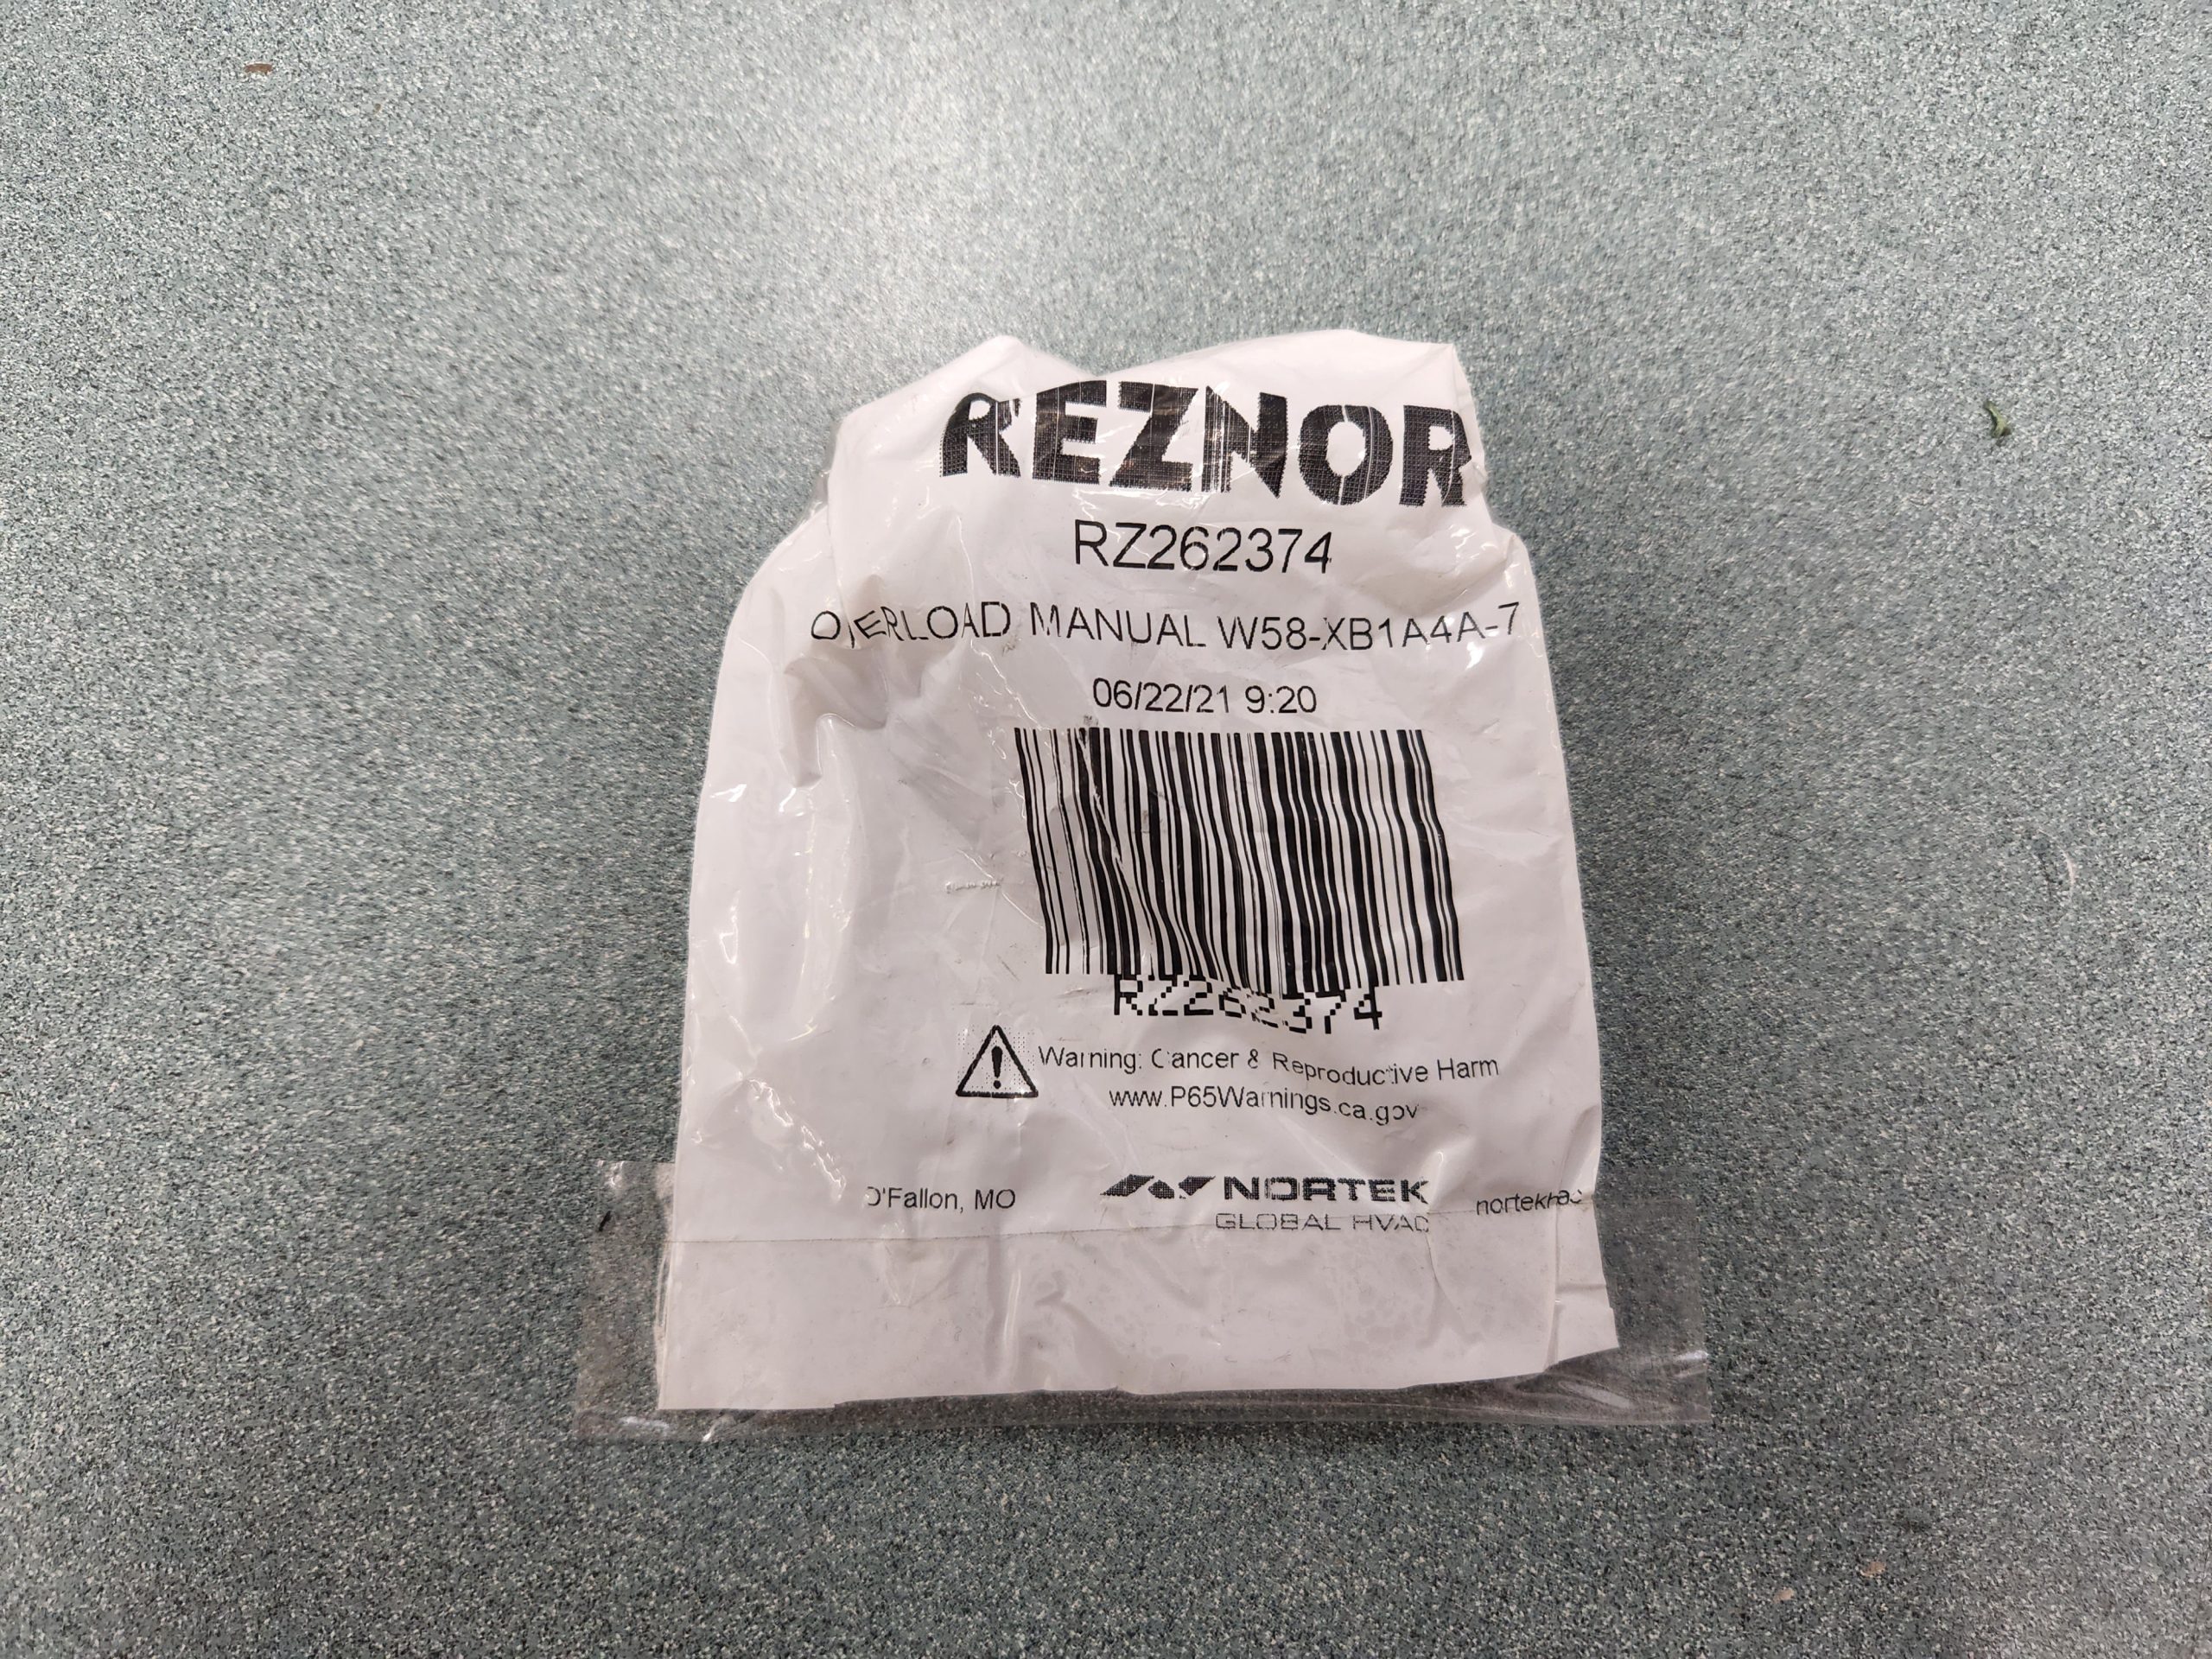 REZNOR
RZ262374
OVERLOAD MANUAL W58-XB1A4A-7
06/22/21 9:20
RZ262374
Warning: Cancer & Reproductive Harm
www.P65Warnings.ca.gov
O'Fallon, MO
NORTEK
GLOBAL HVAC